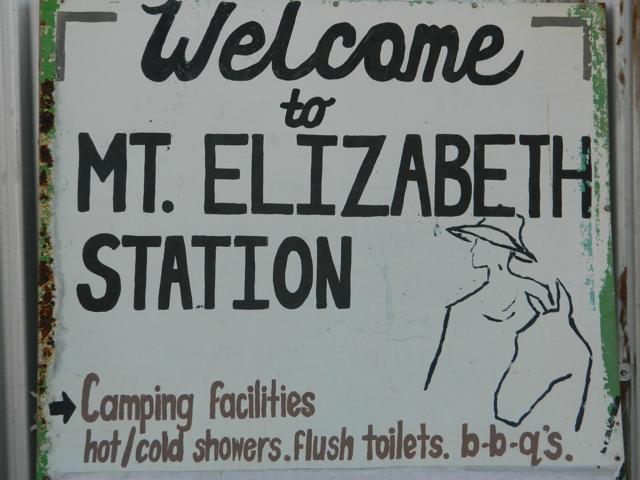 Welcome
to
MT. ELIZABETH
STATION
Camping facilities
hot/cold showers. flush toilets. b-b-q's.